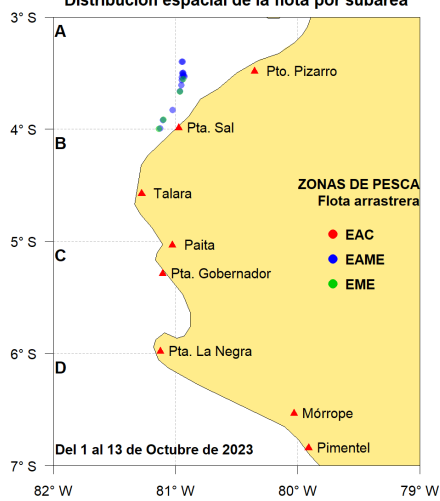 Distribución espacial de la flota por subárea
3° S
A
Pto. Pizarro
4° S
Pta. Sal
B
ZONAS DE PESCA
Talara
Flota arrastrera
EAC
5° S
Paita
C
EAME
Pta. Gobernador
EME
6° S
Pta. La Negra
D
Mórrope
Del 1 al 13 de Octubre de 2023
Pimentel
7° S
82° W 81° W 80° W 79° W